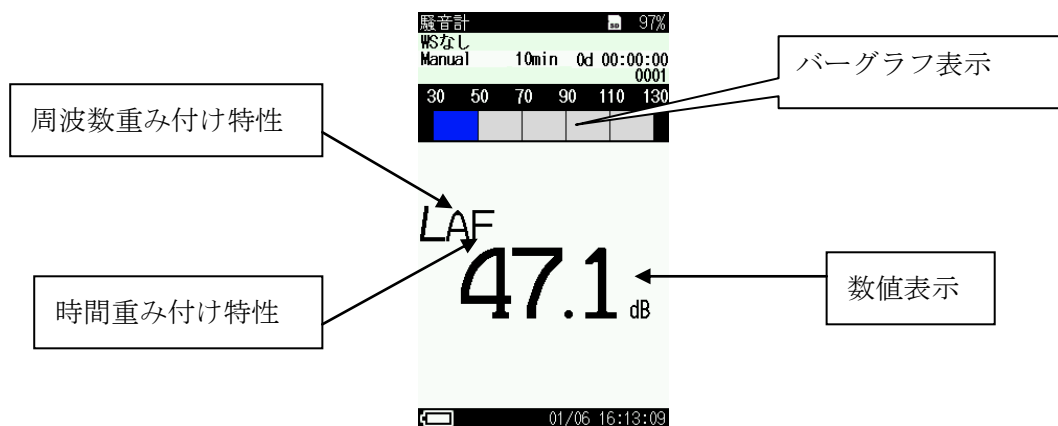 騒音計 SD 97%
WSなし
Manual 10min 0d 00:00:00
0001
30 50 70 90 110 130
バーグラフ表示
周波数重み付け特性
LAF
47.1 dB
数値表示
時間重み付け特性
01/06 16:13:09